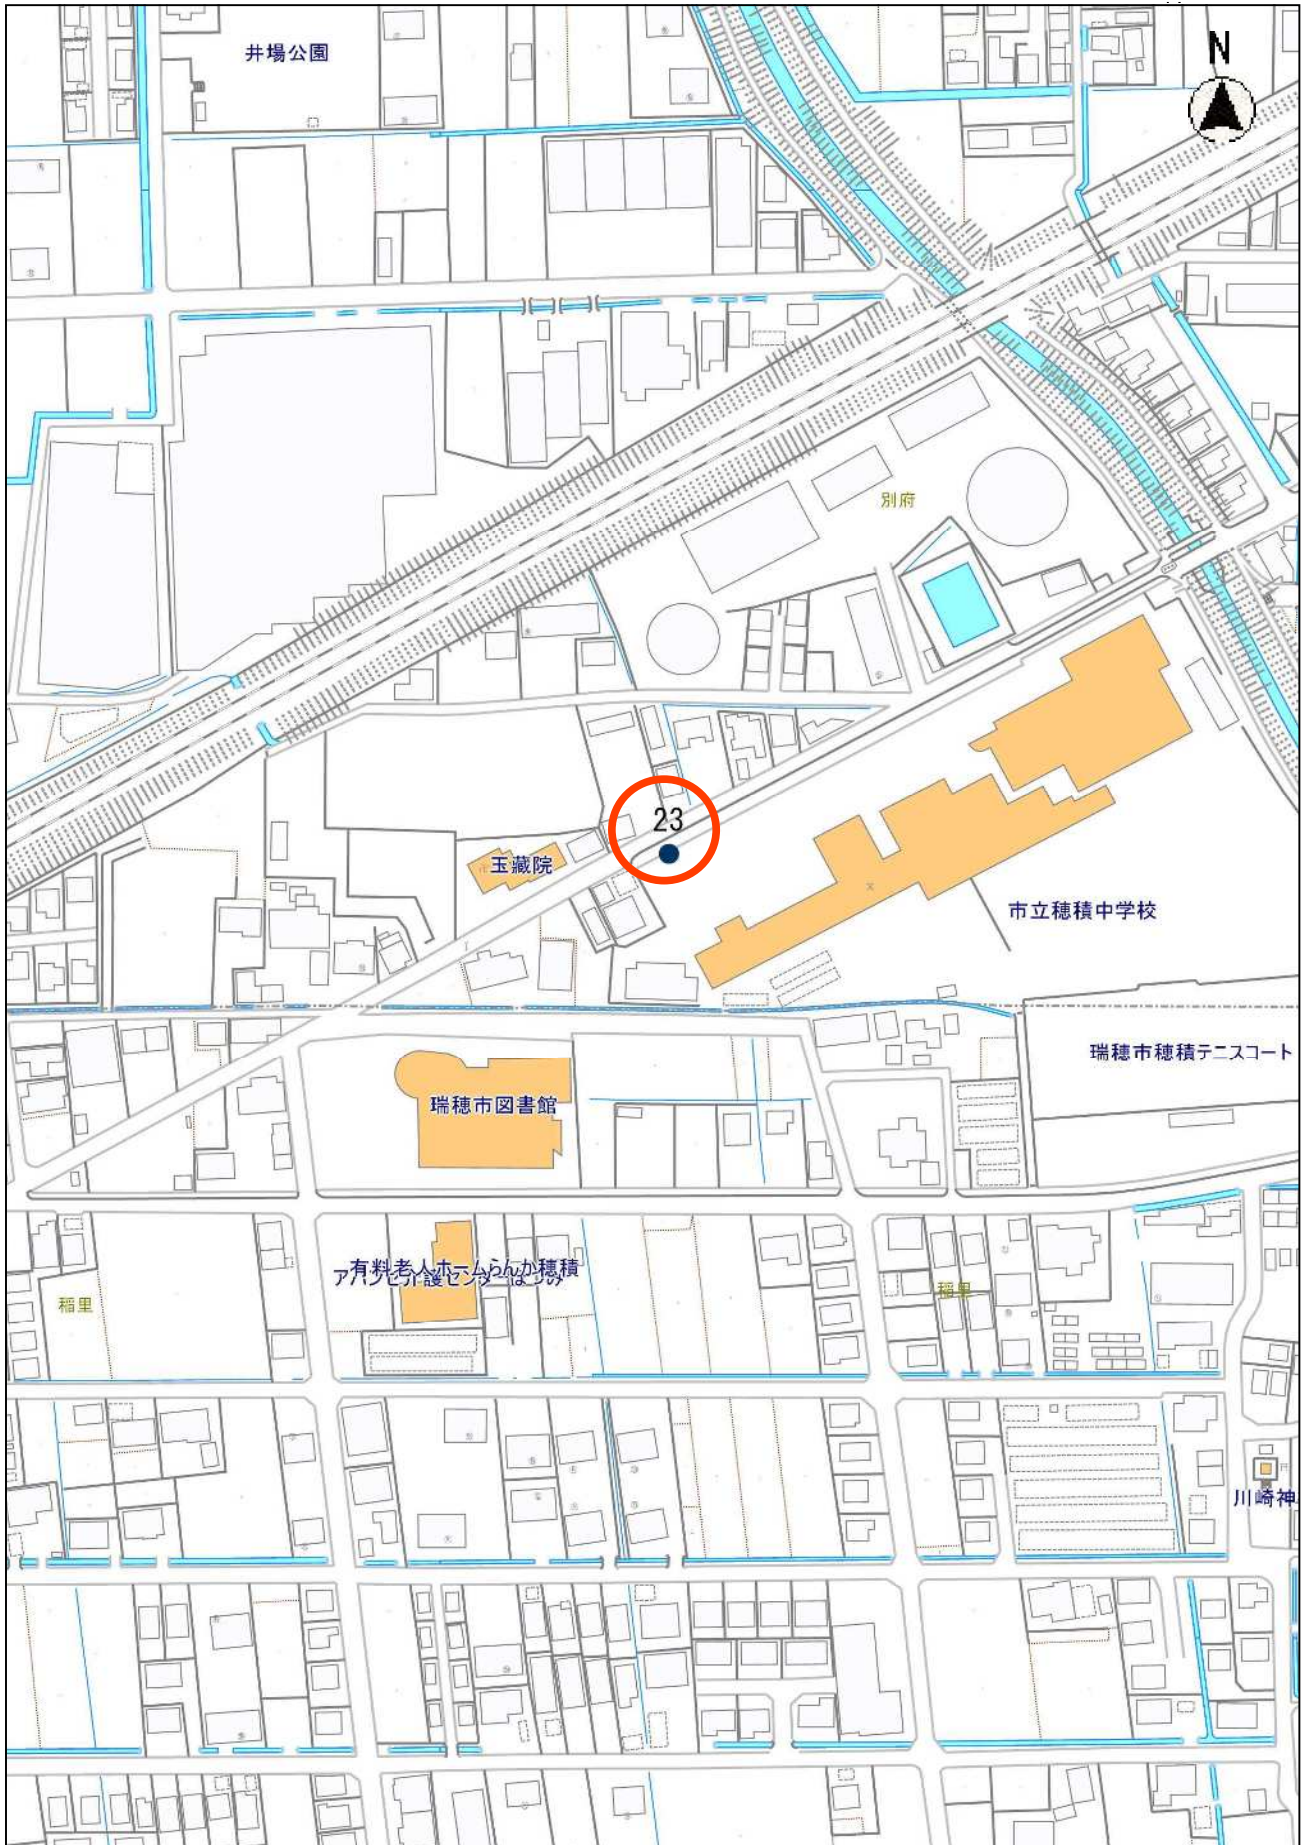 井場公園
N
別府
23
玉蔵院
市立穂積中学校
瑞穂市穂積テニスコート
瑞穂市図書館
有料老人ホームらんか穂積
稲里
稲里
川崎神